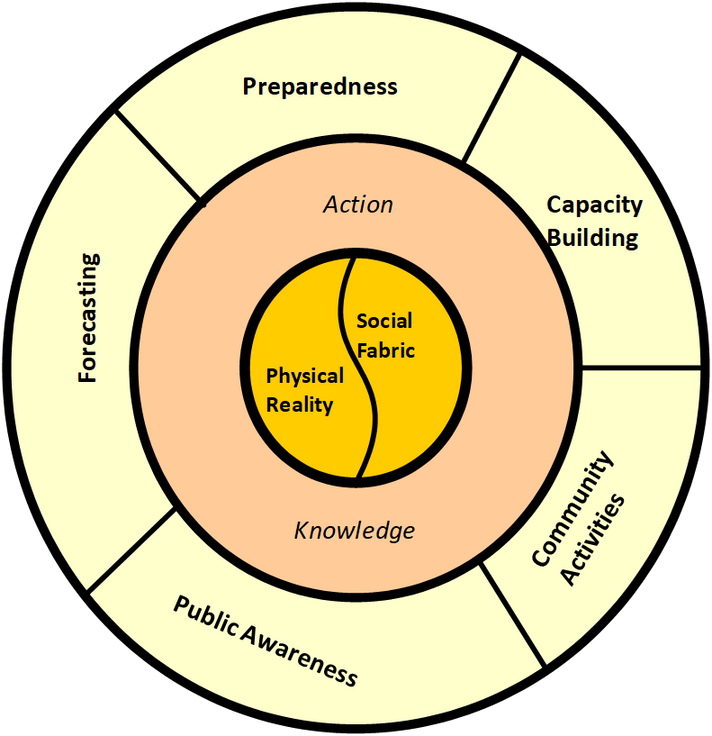 Preparedness
Capacity
Building
Action
Forecasting
Social
Fabric
Physical
Reality
Community
Activities
Knowledge
Public Awareness